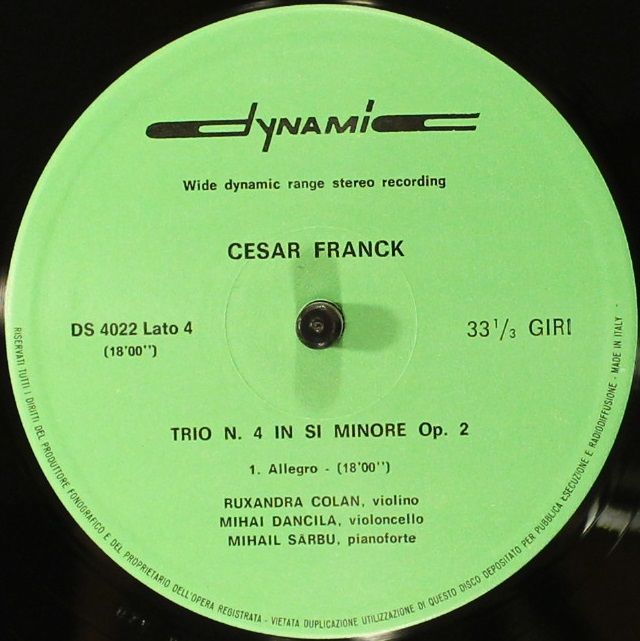 dynamic
Wide dynamic range stereo recording
CESAR FRANCK
DS 4022 Lato 4
(18'00")
33 1/3 GIRI
TRIO N. 4 IN SI MINORE Op. 2
1. Allegro - (18'00")
RUXANDRA COLAN, violino
MIHAI DANCILA, violoncello
MIHAIL SÂRBU, pianoforte
RISERVATI TUTTI I DIRITTI DEL PRODUTTORE FONOGRAFICO E DEL PROPRIETARIO DELL'OPERA REGISTRATA - VIETATA DUPLICAZIONE UTILIZZAZIONE DI QUESTO DISCO DEPOSITATO PER PUBBLICA ESECUZIONE E RADIODIFFUSIONE - MADE IN ITALY -